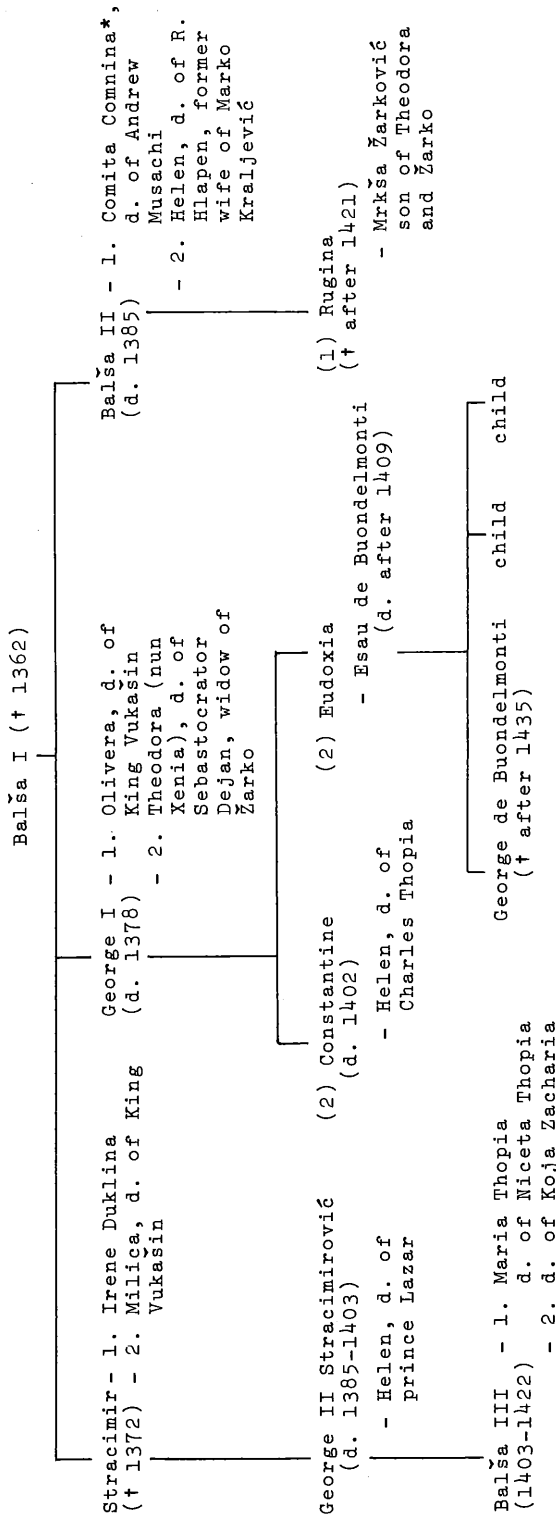 Balša I († 1362)
Stracimir - 1. Irene Duklina
(† 1372) - 2. Milica, d. of King
Vukašin
George I - 1. Olivera, d. of
(d. 1378) King Vukašin
- 2. Theodora (nun
Xenia), d. of
Sebastocrator
Dejan, widow of
Žarko
Balša II - 1. Comita Comnina*,
(d. 1385) d. of Andrew
Musachi
- 2. Helen, d. of R.
Hlapen, former
wife of Marko
Kraljević
George II Stracimirović
(d. 1385-1403)
- Helen, d. of
prince Lazar
(2) Constantine
(d. 1402)
- Helen, d. of
Charles Thopia
(2) Eudoxia
- Esau de Buondelmonti
(d. after 1409)
(1) Rugina
(† after 1421)
- Mrkša Žarković
son of Theodora
and Žarko
Balša III - 1. Maria Thopia
(1403-1422) d. of Niceta Thopia
- 2. d. of Koja Zacharia
George de Buondelmonti
(† after 1435)
child
child